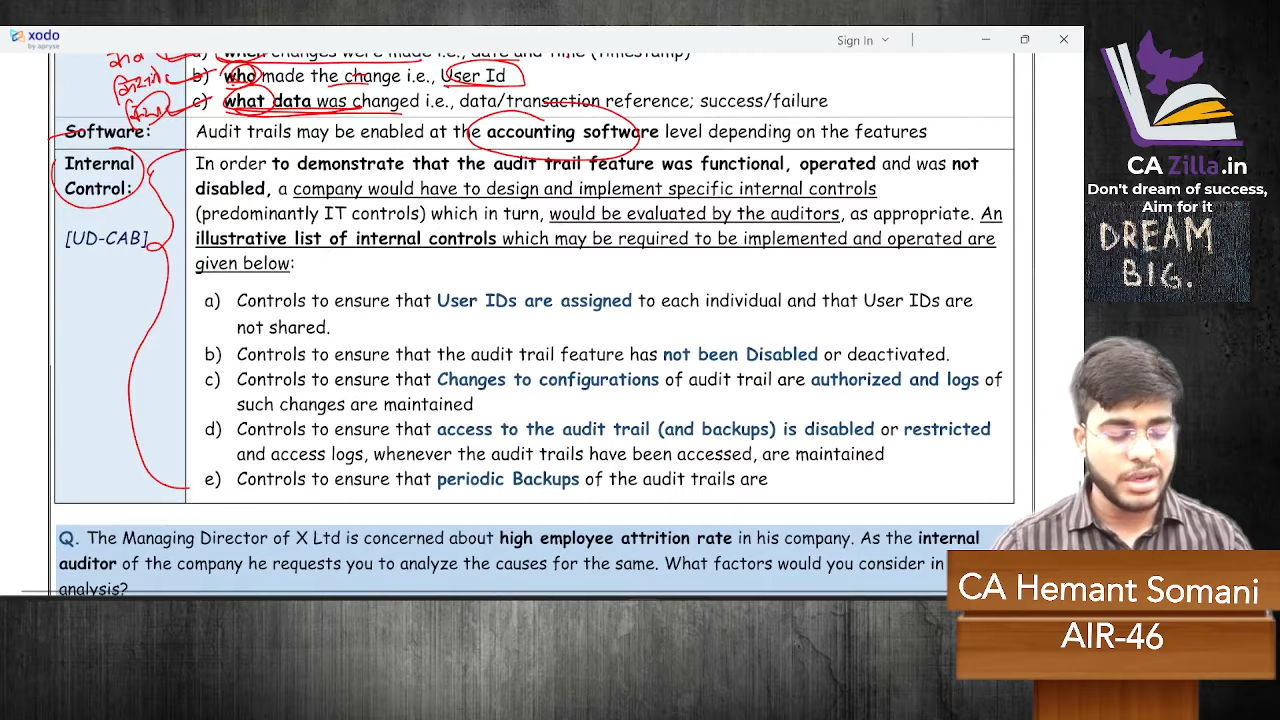 xodo
by apryse
Sign In
a) when changes were made i.e., date and Time (Timestamp)
b) who made the change i.e., User Id
c) what data was changed i.e., data/transaction reference; success/failure
Software: Audit trails may be enabled at the accounting software level depending on the features
Internal Control:
[UD-CAB]
In order to demonstrate that the audit trail feature was functional, operated and was not
disabled, a company would have to design and implement specific internal controls
(predominantly IT controls) which in turn, would be evaluated by the auditors, as appropriate. An
illustrative list of internal controls which may be required to be implemented and operated are
given below:
a) Controls to ensure that User IDs are assigned to each individual and that User IDs are
not shared.
b) Controls to ensure that the audit trail feature has not been Disabled or deactivated.
c) Controls to ensure that Changes to configurations of audit trail are authorized and logs of
such changes are maintained
d) Controls to ensure that access to the audit trail (and backups) is disabled or restricted
and access logs, whenever the audit trails have been accessed, are maintained
e) Controls to ensure that periodic Backups of the audit trails are
Q. The Managing Director of X Ltd is concerned about high employee attrition rate in his company. As the internal
auditor of the company he requests you to analyze the causes for the same. What factors would you consider in
analysis?
CA Zilla.in
Don't dream of success,
Aim for it
DREAM
BIG.
CA Hemant Somani
AIR-46